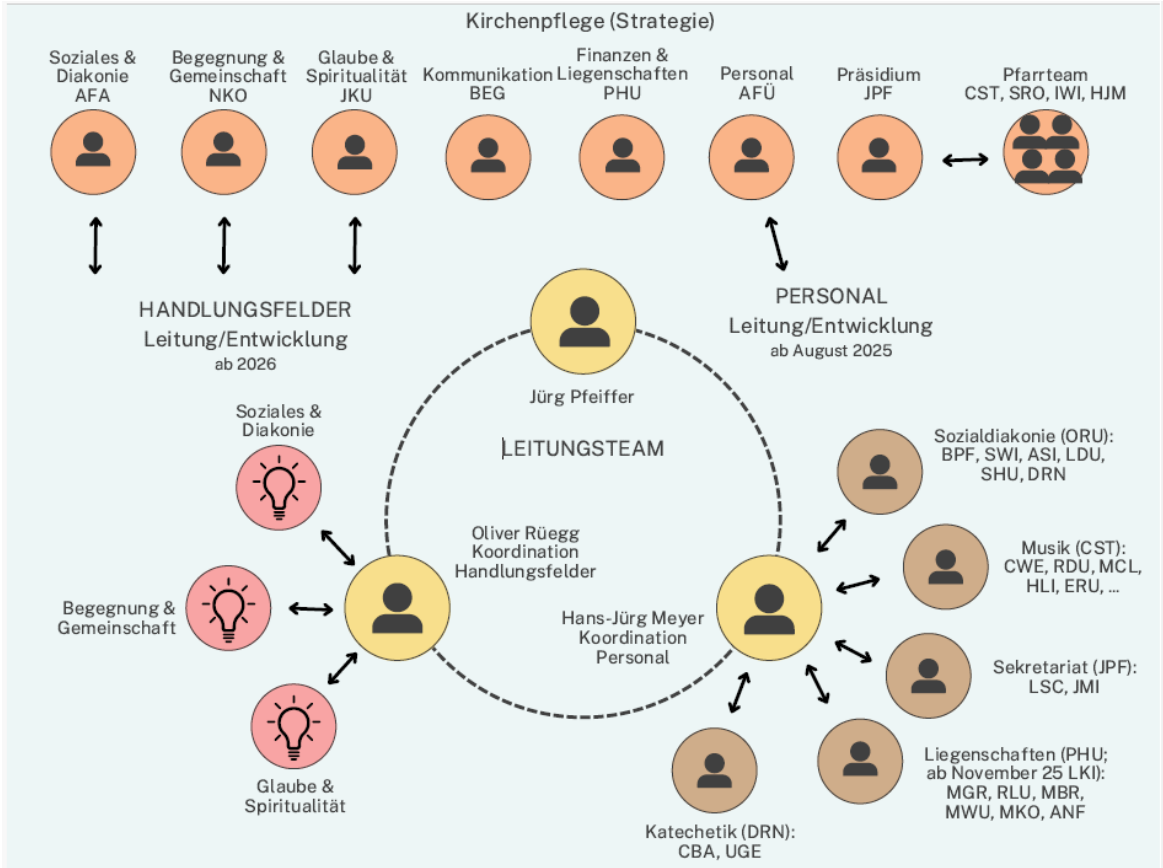 Kirchenpflege (Strategie)
Soziales &
Diakonie
AFA
Begegnung &
Gemeinschaft
NKO
Glaube &
Spiritualität
JKU
Kommunikation
BEG
Finanzen &
Liegenschaften
PHU
Personal
AFÜ
Präsidium
JPF
Pfarrteam
CST, SRO, IWI, HJM
HANDLUNGSFELDER
Leitung/Entwicklung
ab 2026
PERSONAL
Leitung/Entwicklung
ab August 2025
Jürg Pfeiffer
LEITUNGSTEAM
Soziales &
Diakonie
Oliver Rüegg
Koordination
Handlungsfelder
Begegnung &
Gemeinschaft
Glaube &
Spiritualität
Hans-Jürg Meyer
Koordination
Personal
Sozialdiakonie (ORU):
BPF, SWI, ASI, LDU,
SHU, DRN
Musik (CST):
CWE, RDU, MCL,
HLI, ERU, ...
Sekretariat (JPF):
LSC, JMI
Liegenschaften (PHU;
ab November 25 LKI):
MGR, RLU, MBR,
MWU, MKO, ANF
Katechetik (DRN):
CBA, UGE